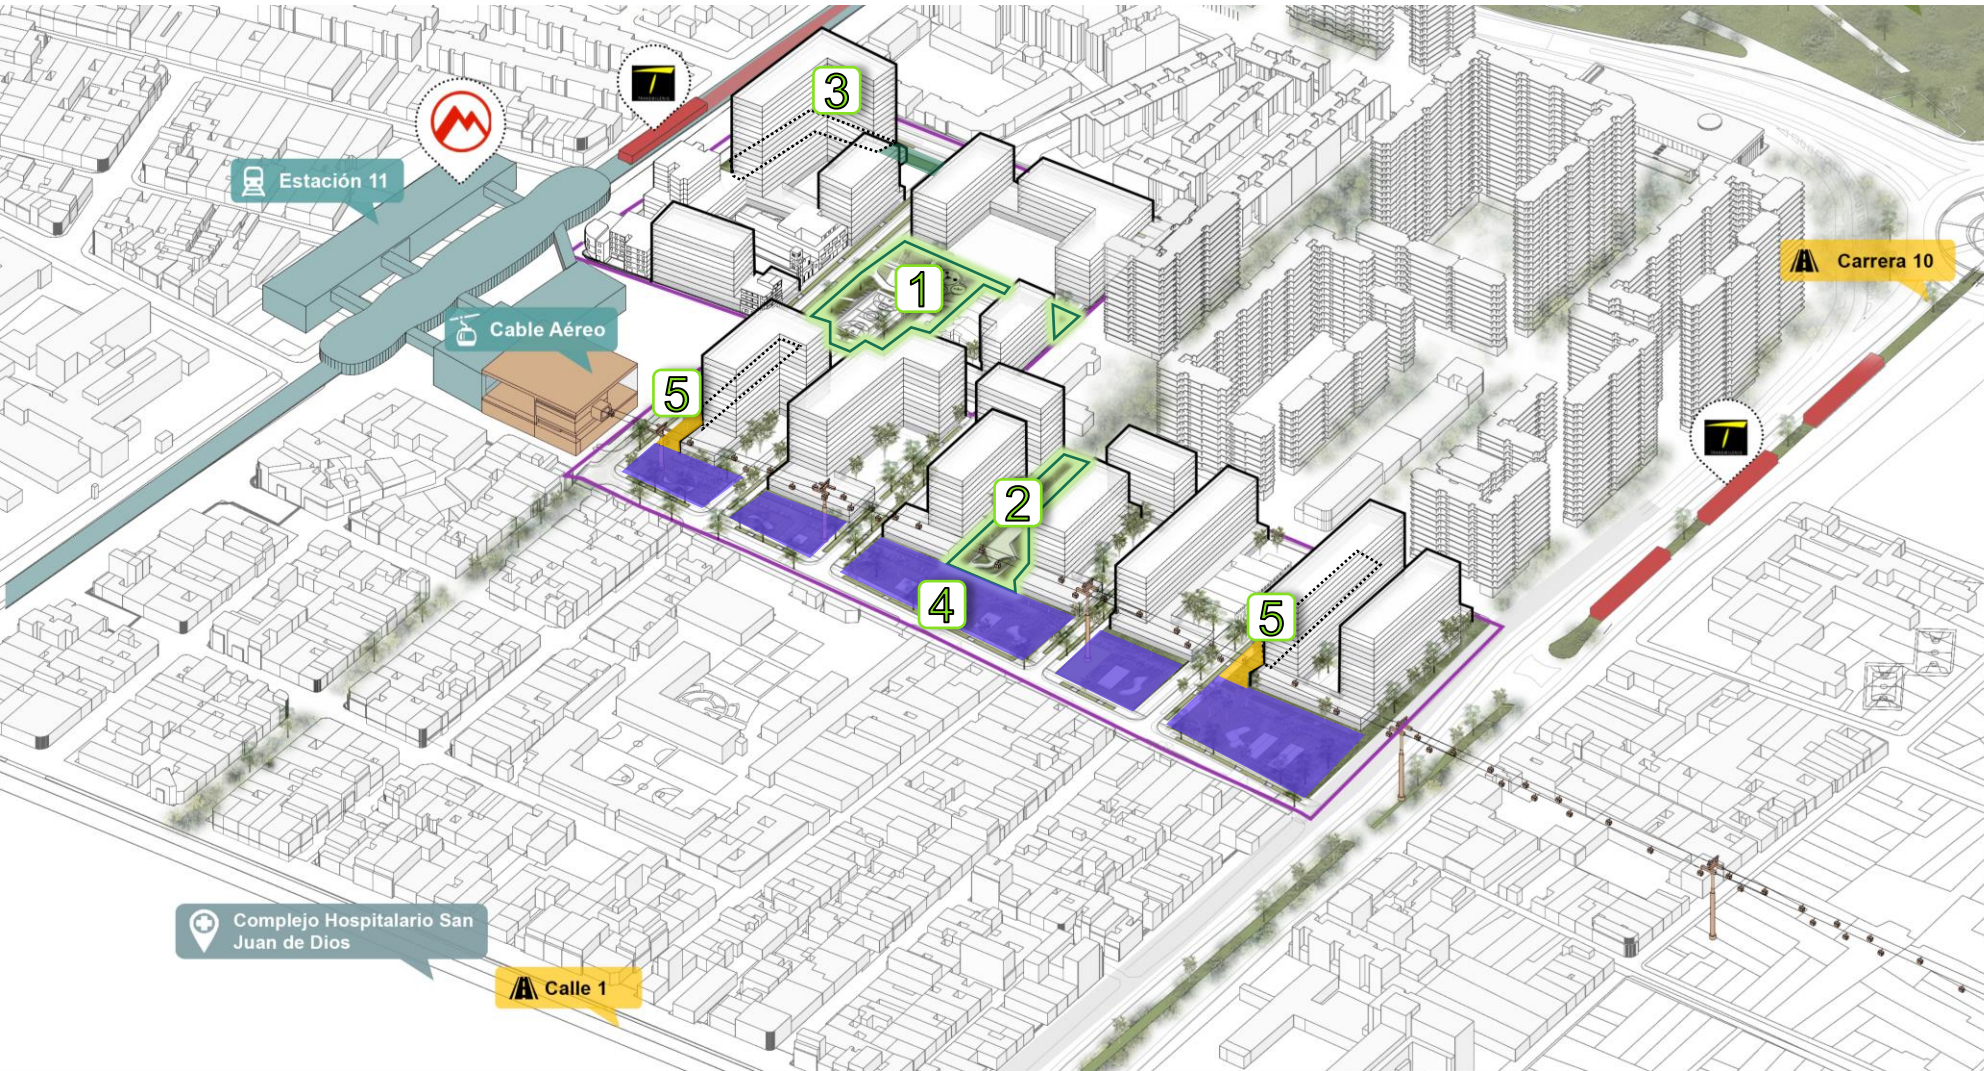 3
Estación 11
1
Carrera 10
Cable Aéreo
5
2
4
5
Complejo Hospitalario San
Juan de Dios
Calle 1